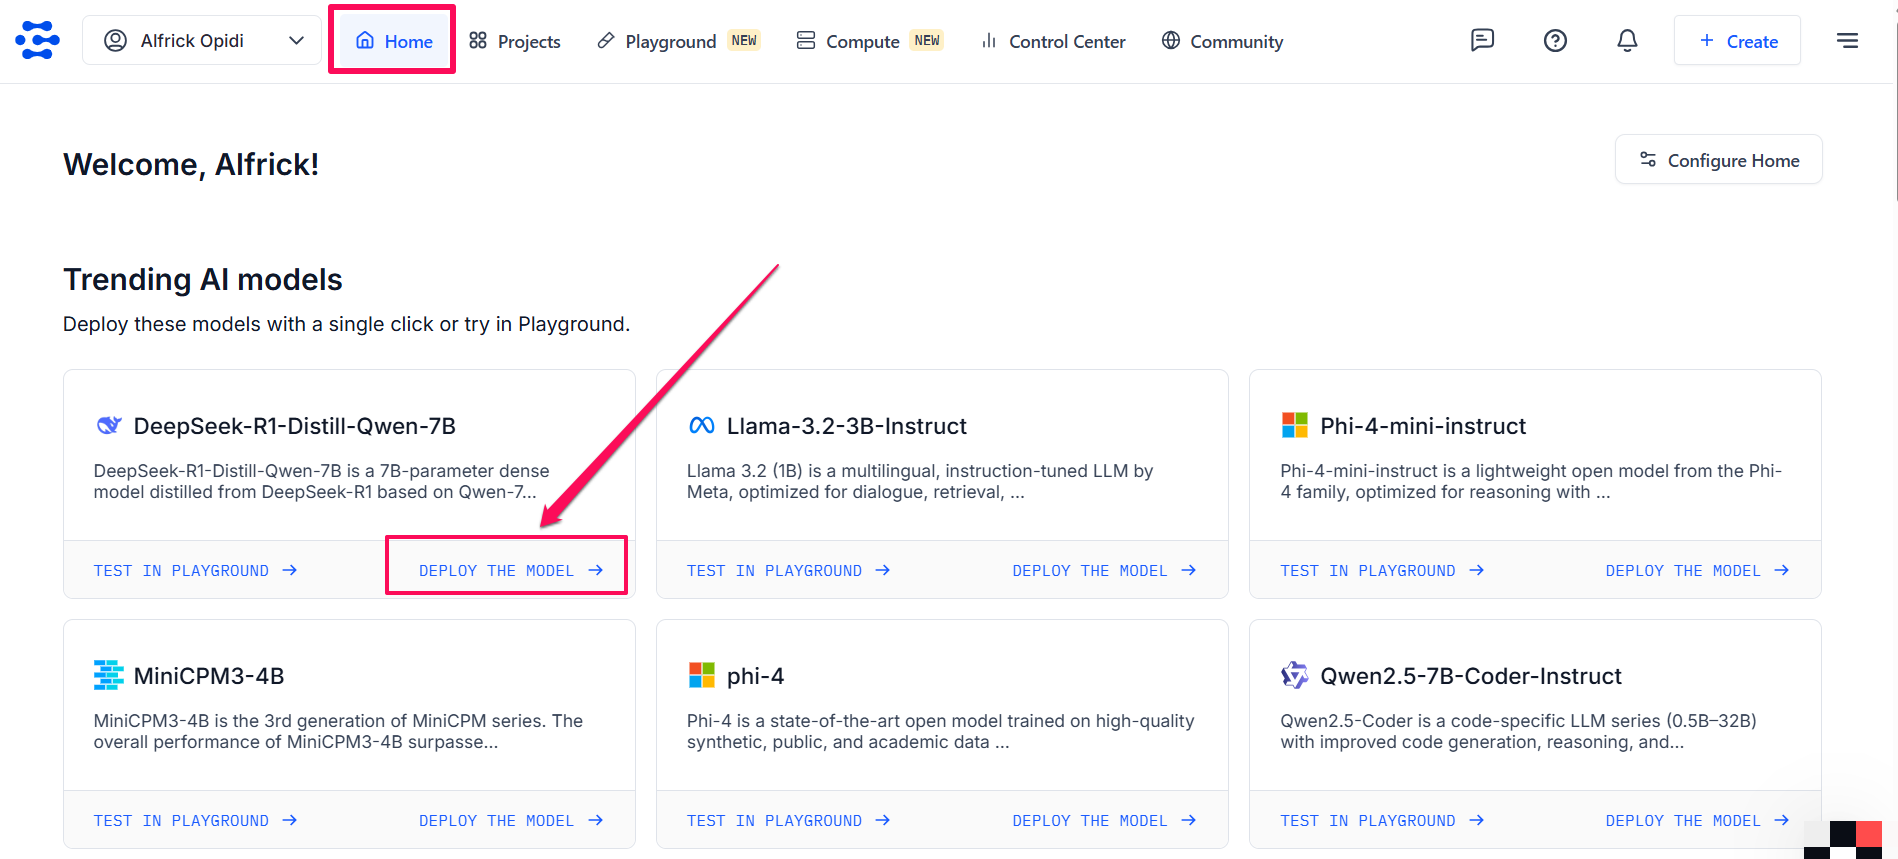 Alfrick Opidi
Home
Projects
Playground NEW
Compute NEW
Control Center
Community
+ Create
Welcome, Alfrick!
Configure Home
Trending AI models
Deploy these models with a single click or try in Playground.
DeepSeek-R1-Distill-Qwen-7B
DeepSeek-R1-Distill-Qwen-7B is a 7B-parameter dense
model distilled from DeepSeek-R1 based on Qwen-7...
TEST IN PLAYGROUND →
DEPLOY THE MODEL →
Llama-3.2-3B-Instruct
Llama 3.2 (1B) is a multilingual, instruction-tuned LLM by
Meta, optimized for dialogue, retrieval, ...
TEST IN PLAYGROUND →
DEPLOY THE MODEL →
Phi-4-mini-instruct
Phi-4-mini-instruct is a lightweight open model from the Phi-
4 family, optimized for reasoning with ...
TEST IN PLAYGROUND →
DEPLOY THE MODEL →
MiniCPM3-4B
MiniCPM3-4B is the 3rd generation of MiniCPM series. The
overall performance of MiniCPM3-4B surpasse...
TEST IN PLAYGROUND →
DEPLOY THE MODEL →
phi-4
Phi-4 is a state-of-the-art open model trained on high-quality
synthetic, public, and academic data ...
TEST IN PLAYGROUND →
DEPLOY THE MODEL →
Qwen2.5-7B-Coder-Instruct
Qwen2.5-Coder is a code-specific LLM series (0.5B–32B)
with improved code generation, reasoning, and...
TEST IN PLAYGROUND →
DEPLOY THE MODEL →